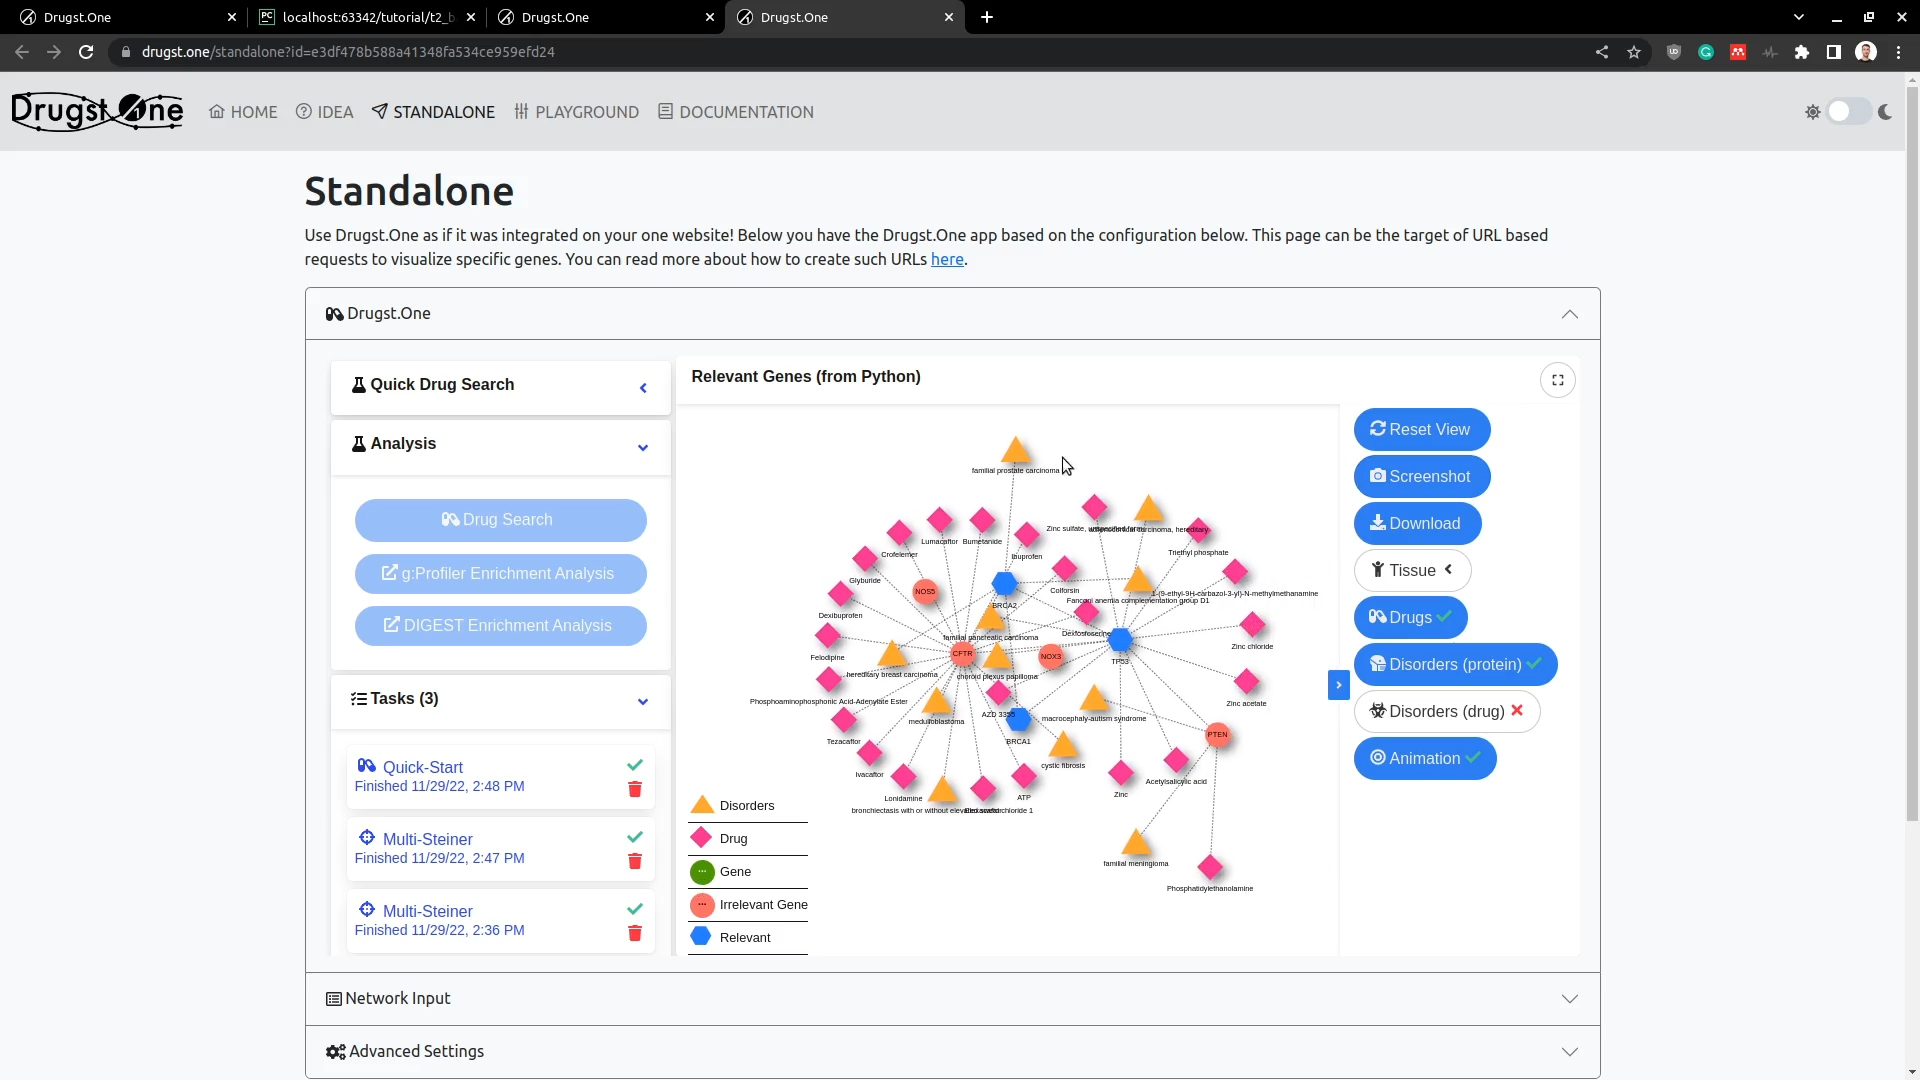 Drugst.One
localhost:63342/tutorial/t2_b
Drugst.One
Drugst.One
drugst.one/standalone?id=e3df478b588a41348fa534ce959efd24
Drugst.One
HOME
IDEA
STANDALONE
PLAYGROUND
DOCUMENTATION
Standalone
Use Drugst.One as if it was integrated on your one website! Below you have the Drugst.One app based on the configuration below. This page can be the target of URL based
requests to visualize specific genes. You can read more about how to create such URLs here.
Drugst.One
Quick Drug Search
Analysis
Drug Search
g:Profiler Enrichment Analysis
DIGEST Enrichment Analysis
Tasks (3)
Quick-Start
Finished 11/29/22, 2:48 PM
Multi-Steiner
Finished 11/29/22, 2:47 PM
Multi-Steiner
Finished 11/29/22, 2:36 PM
Relevant Genes (from Python)
familial prostate carcinoma
Zinc sulfate,
carcinoma, hereditary
Lumacaftor
Bumetanide
Crofelemer
Ibuprofen
Triethyl phosphate
Glyburide
Colforsin
NOS5
1-(9-ethyl-9H-carbazol-3-yl)-N-methylmethanamine
Fanconi anemia complementation group D1
BRCA2
Dexibuprofen
Dexfosfoserine
familial pancreatic carcinoma
Zinc chloride
CFTR
NOX3
Felodipine
TP53
hereditary breast carcinoma
choroid plexus papilloma
Phosphoaminophosphonic Acid-Adenylate Ester
Zinc acetate
AZD 3355
macrocephaly-autism syndrome
medulloblastoma
PTEN
Tezacaftor
BRCA1
cystic fibrosis
Ivacaftor
Acetylsalicylic acid
Lonidamine
ATP
Zinc
bronchiectasis with or without elevated sweat chloride 1
familial meningioma
Phosphatidylethanolamine
Disorders
Drug
Gene
Irrelevant Gene
Relevant
Reset View
Screenshot
Download
Tissue
Drugs
Disorders (protein)
Disorders (drug)
Animation
Network Input
Advanced Settings